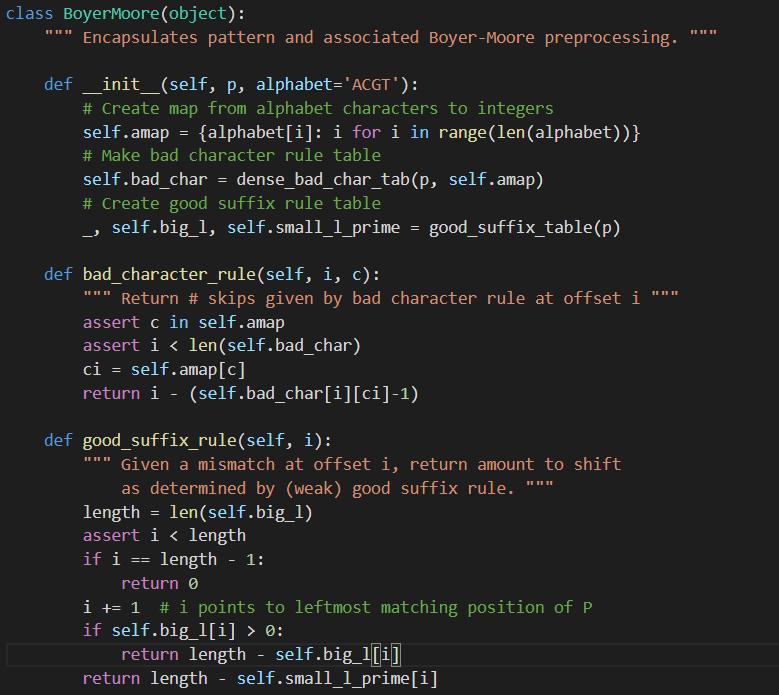 class BoyerMoore(object):
    """ Encapsulates pattern and associated Boyer-Moore preprocessing. """

    def __init__(self, p, alphabet='ACGT'):
        # Create map from alphabet characters to integers
        self.amap = {alphabet[i]: i for i in range(len(alphabet))}
        # Make bad character rule table
        self.bad_char = dense_bad_char_tab(p, self.amap)
        # Create good suffix rule table
        _, self.big_l, self.small_l_prime = good_suffix_table(p)

    def bad_character_rule(self, i, c):
        """ Return # skips given by bad character rule at offset i """
        assert c in self.amap
        assert i < len(self.bad_char)
        ci = self.amap[c]
        return i - (self.bad_char[i][ci]-1)

    def good_suffix_rule(self, i):
        """ Given a mismatch at offset i, return amount to shift
            as determined by (weak) good suffix rule. """
        length = len(self.big_l)
        assert i < length
        if i == length - 1:
            return 0
        i += 1  # i points to leftmost matching position of P
        if self.big_l[i] > 0:
            return length - self.big_l[i]
        return length - self.small_l_prime[i]